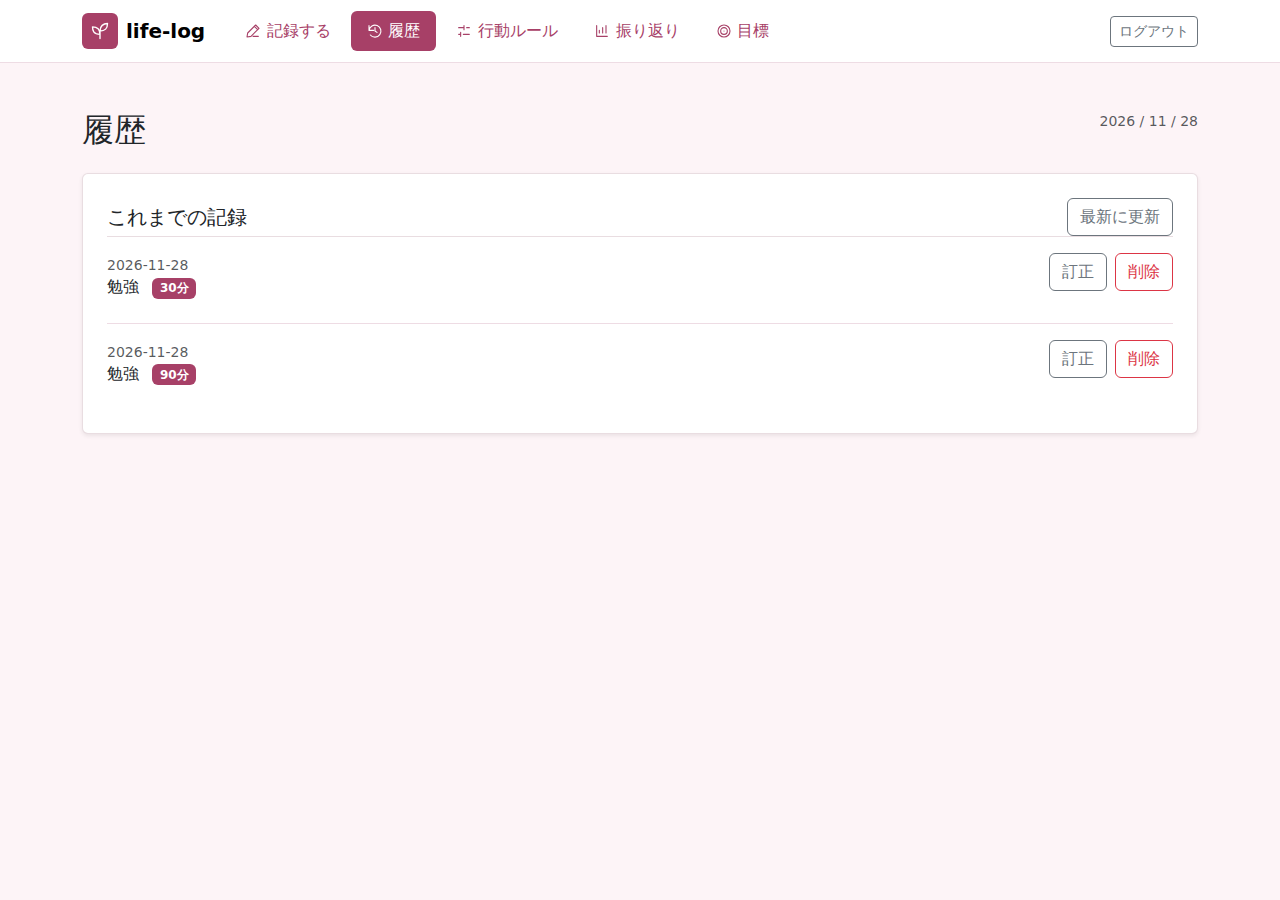 life-log 記録する 履歴 行動ルール 振り返り 目標 ログアウト
履歴 2026 / 11 / 28
これまでの記録 最新に更新
2026-11-28
勉強 30分 訂正 削除
2026-11-28
勉強 90分 訂正 削除